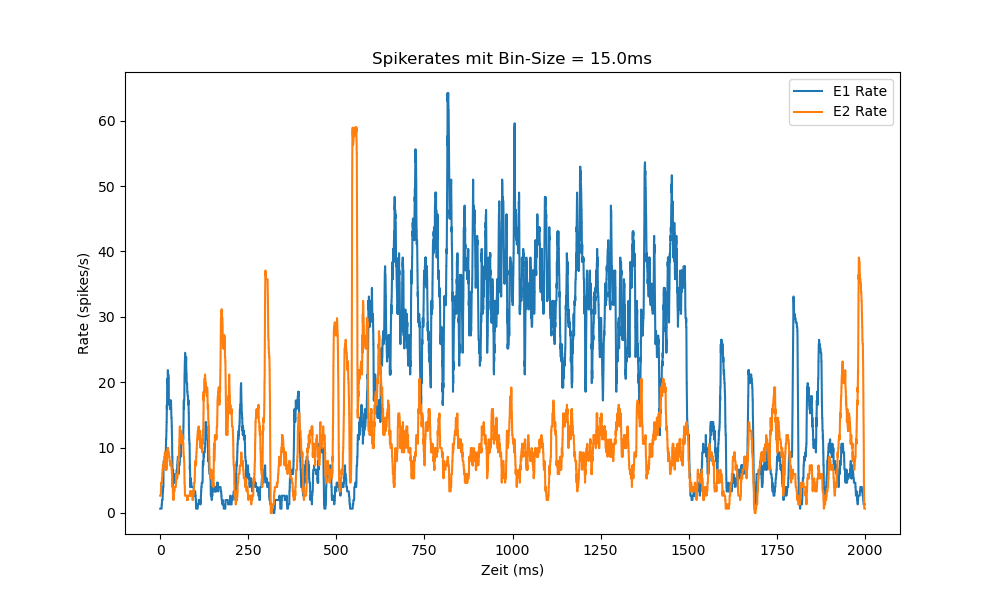 Spikerates mit Bin-Size = 15.0ms
E1 Rate
E2 Rate
Rate (spikes/s)
60
50
40
30
20
10
0
0 250 500 750 1000 1250 1500 1750 2000
Zeit (ms)